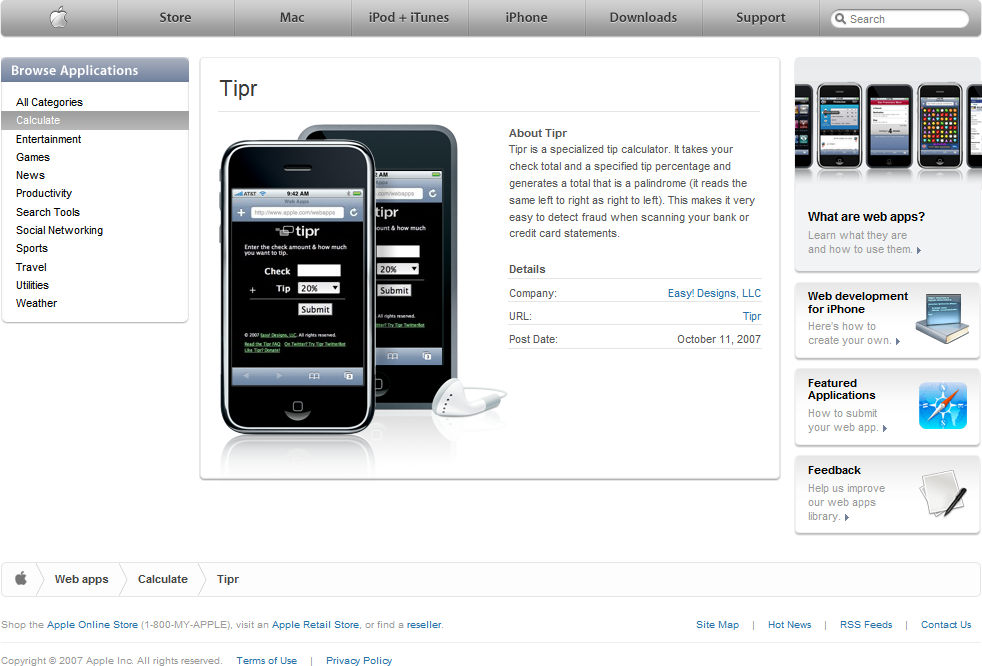 Store
Mac
iPod + iTunes
iPhone
Downloads
Support
Search
Browse Applications
All Categories
Calculate
Entertainment
Games
News
Productivity
Search Tools
Social Networking
Sports
Travel
Utilities
Weather
Tipr
AT&T
9:42 AM
Web Apps
http://www.apple.com/webapps
tipr
Enter the check amount & how much
you want to tip.
Check
+ Tip 20%
Submit
© 2007 Easy! Designs, LLC. All rights reserved.
Read the Tipr FAQ On Twitter? Try Tipr TwitterBot
Like Tipr? Donate!
About Tipr
Tipr is a specialized tip calculator. It takes your
check total and a specified tip percentage and
generates a total that is a palindrome (it reads the
same left to right as right to left). This makes it very
easy to detect fraud when scanning your bank or
credit card statements.
Details
Company: Easy! Designs, LLC
URL: Tipr
Post Date: October 11, 2007
What are web apps?
Learn what they are
and how to use them.
Web development
for iPhone
Here's how to
create your own.
Featured
Applications
How to submit
your web app.
Feedback
Help us improve
our web apps
library.
Web apps
Calculate
Tipr
Shop the Apple Online Store (1-800-MY-APPLE), visit an Apple Retail Store, or find a reseller.
Site Map | Hot News | RSS Feeds | Contact Us
Copyright © 2007 Apple Inc. All rights reserved. Terms of Use | Privacy Policy